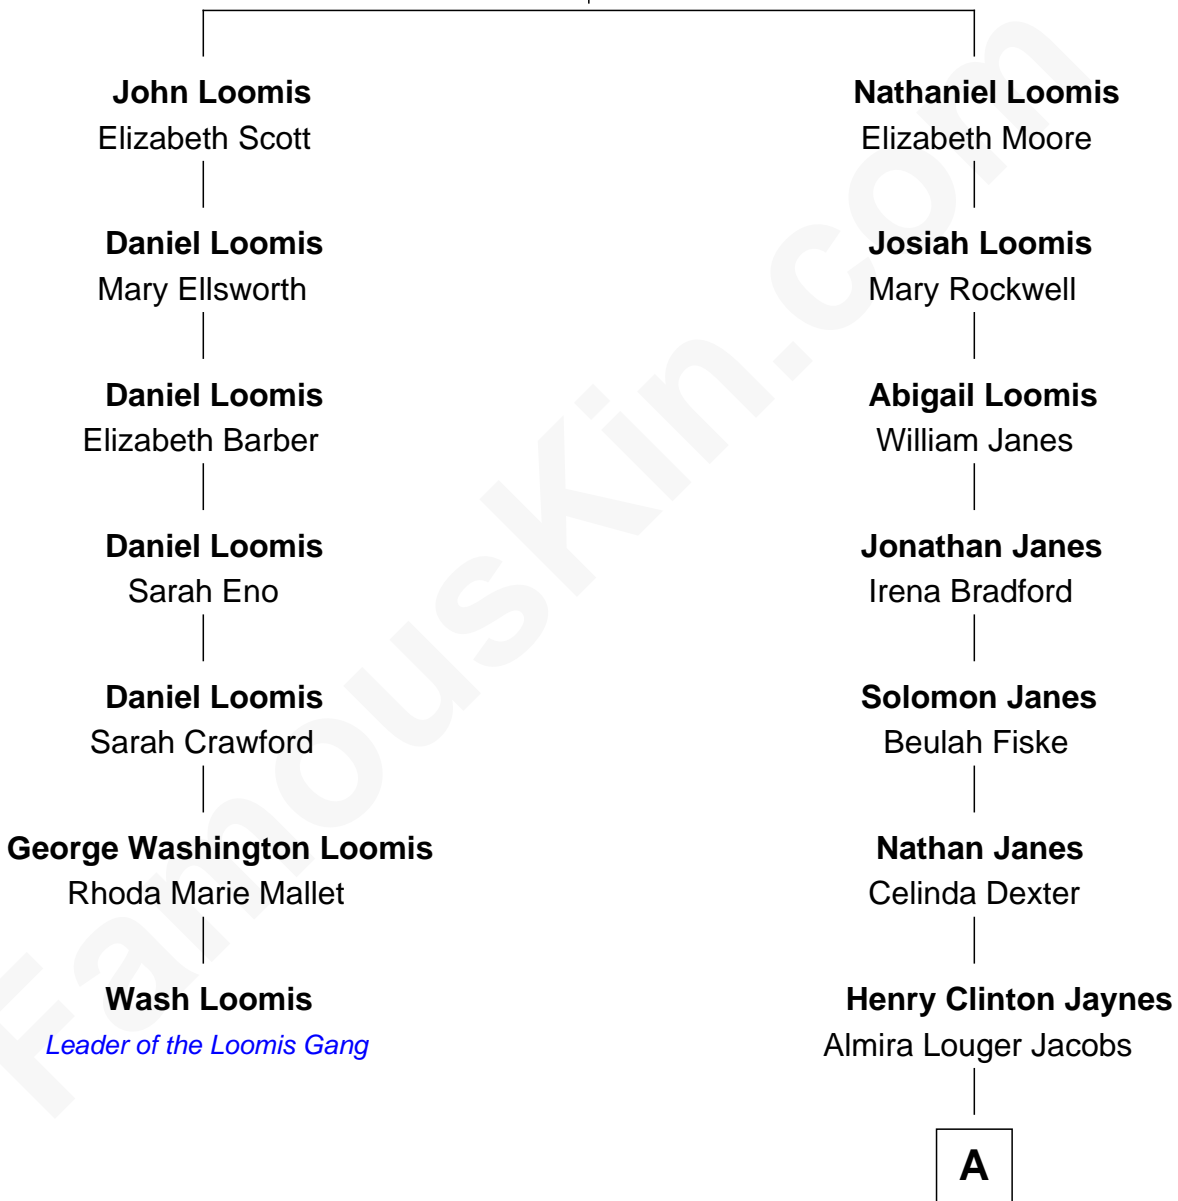 John Loomis
Elizabeth Scott
Daniel Loomis
Mary Ellsworth
Daniel Loomis
Elizabeth Barber
Daniel Loomis
Sarah Eno
Daniel Loomis
Sarah Crawford
George Washington Loomis
Rhoda Marie Mallet
Wash Loomis
Leader of the Loomis Gang
Nathaniel Loomis
Elizabeth Moore
Josiah Loomis
Mary Rockwell
Abigail Loomis
William Janes
Jonathan Janes
Irena Bradford
Solomon Janes
Beulah Fiske
Nathan Janes
Celinda Dexter
Henry Clinton Jaynes
Almira Louger Jacobs
A
FamousKin.com